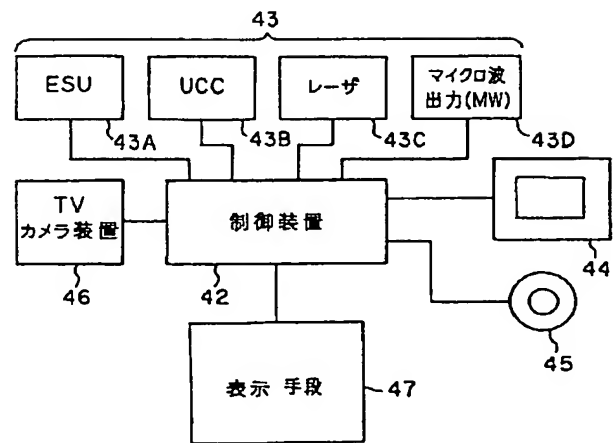 43
ESU
UCC
レーザ
マイクロ波
出力(MW)
43A
43B
43C
43D
TV
カメラ装置
制御装置
46
42
44
45
表示 手段
47